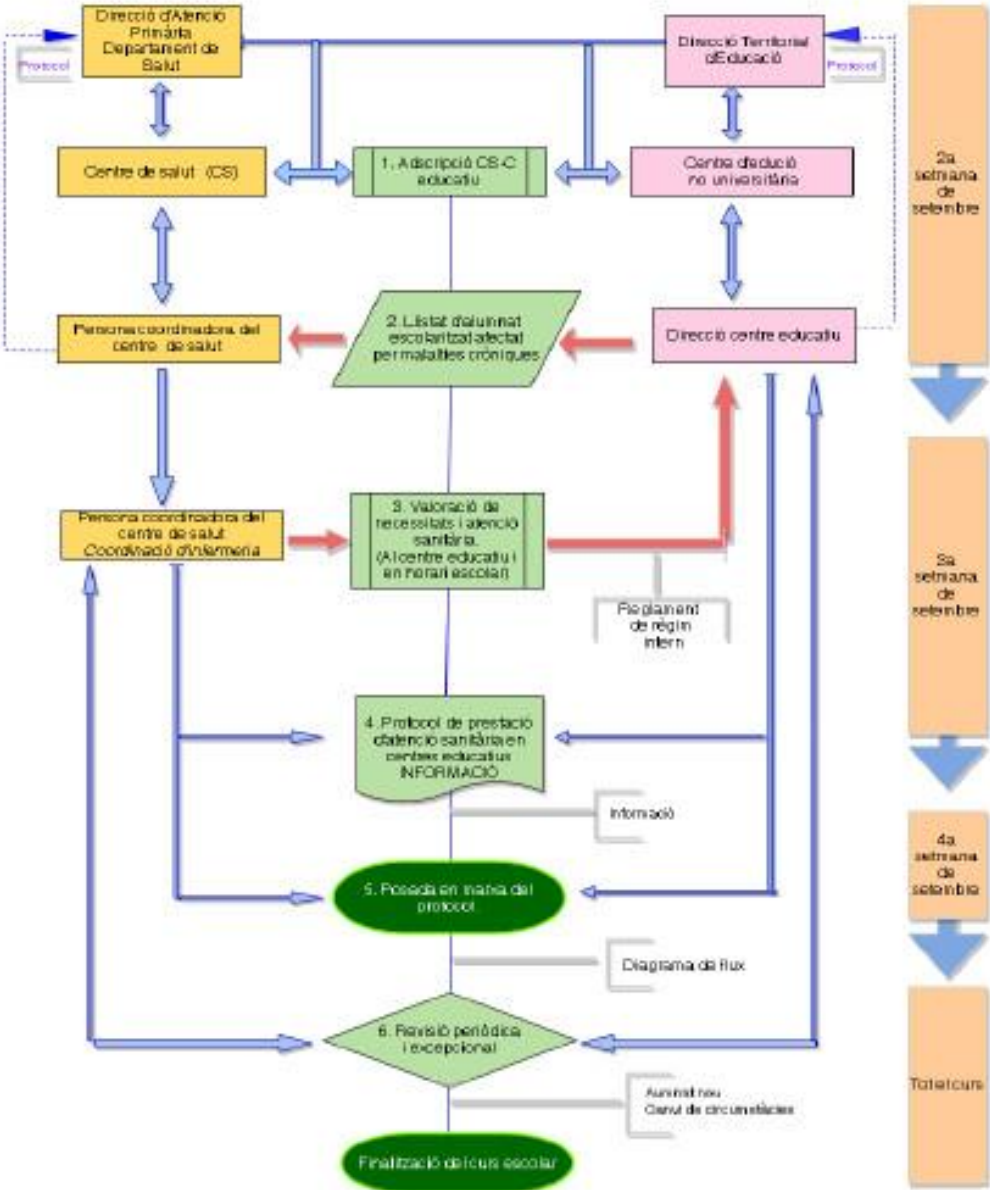 Direcció d'Atenció
Primària
Departament de
Salut
Direcció Territorial
d'Educació
Protocol
Protocol
Centre de salut (CS)
1. Adscripció CS-C
educatiu
Centre d'edució
no universitària
2a
setmana
de
setembre
Persona coordinadora del
centre de salut
2. Llistat d'alumnat
escolaritzat afectat
per malalties cròniques
Direcció centre educatiu
Persona coordinadora del
centre de salut
Coordinació d'infermeria
3. Valoració de
necessitats i atenció
sanitària.
(Al centre educatiu i
en horari escolar)
3a
setmana
de
setembre
Reglament
de règim
intern
4. Protocol de prestació
d'atenció sanitària en
centres educatius
INFORMACIÓ
Informació
4a
setmana
de
setembre
5. Posada en marxa del
protocol
Diagrama de flux
6. Revisió periòdica
i excepcional
Tot el curs
Aumnat nou
Canvi de circumstàcies
Finalització del curs escolar